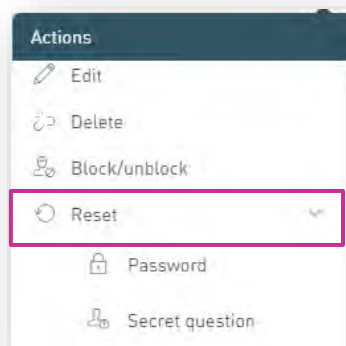 Actions
Edit
Delete
Block/unblock
Reset
Password
Secret question